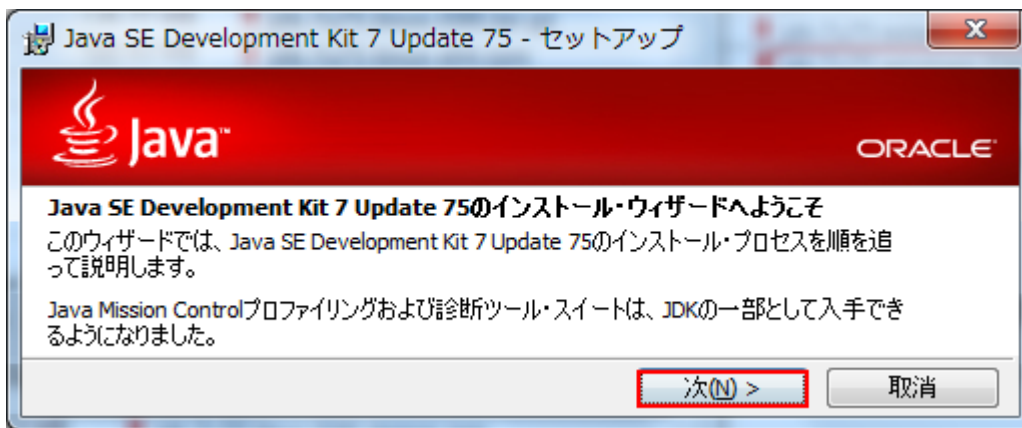 Java SE Development Kit 7 Update 75 - セットアップ
Java™
ORACLE
Java SE Development Kit 7 Update 75のインストール・ウィザードへようこそ
このウィザードでは、Java SE Development Kit 7 Update 75のインストール・プロセスを順を追
って説明します。
Java Mission Controlプロファイリングおよび診断ツール・スイートは、JDKの一部として入手でき
るようになりました。
次(N) >
取消